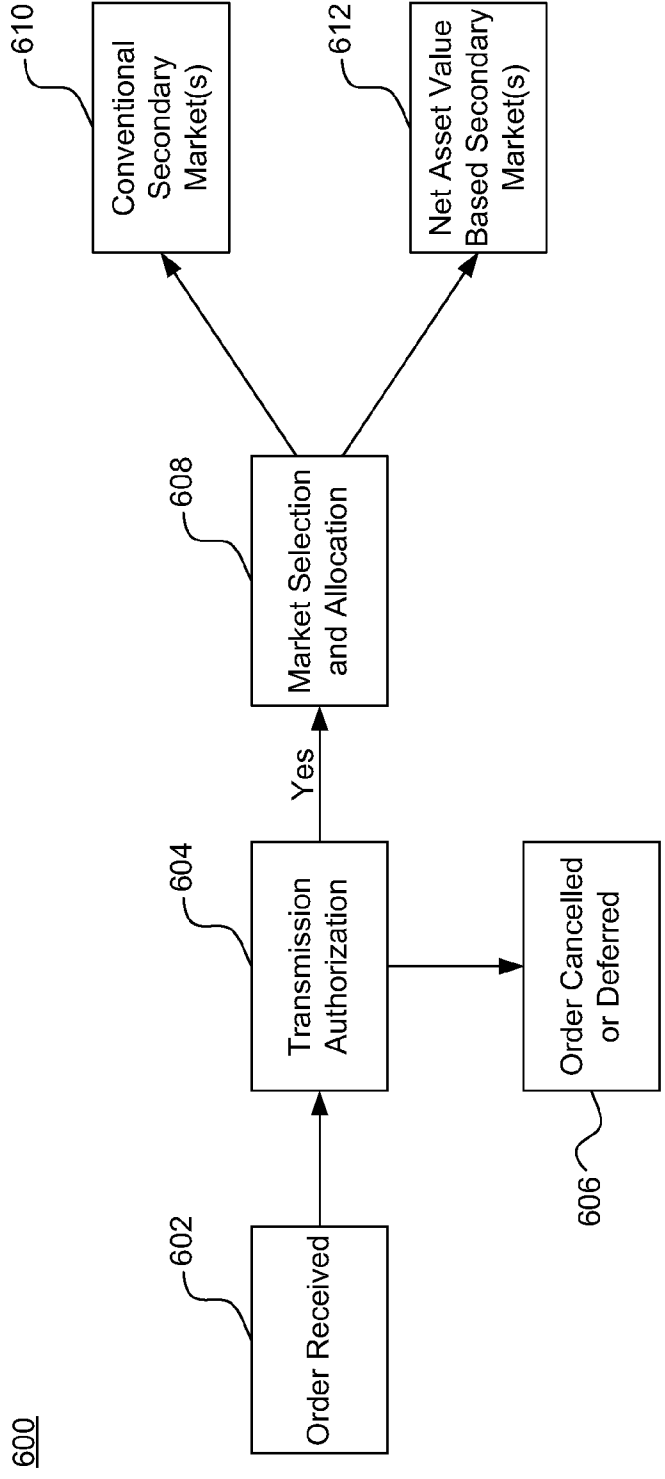 600
602
Order Received
604
Transmission
Authorization
Yes
606
Order Cancelled
or Deferred
608
Market Selection
and Allocation
610
Conventional
Secondary
Market(s)
612
Net Asset Value
Based Secondary
Market(s)